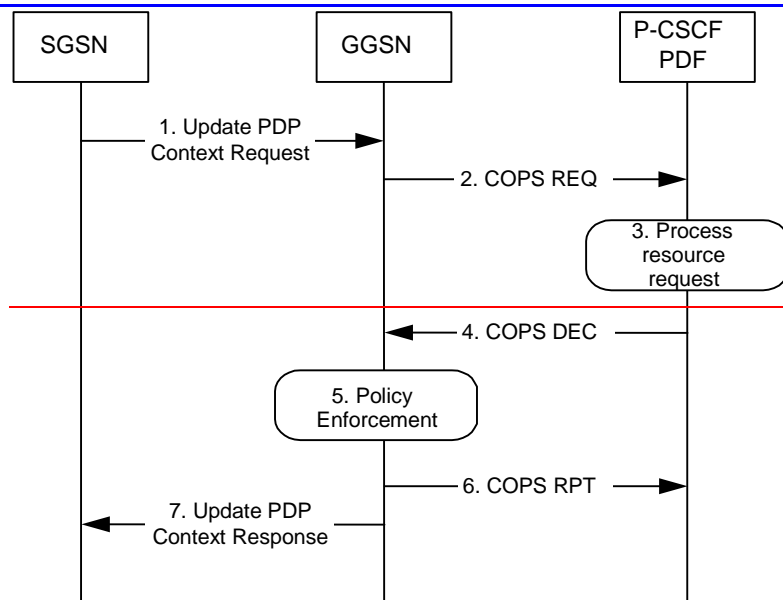 SGSN
GGSN
P-CSCF
PDF
1. Update PDP
Context Request
2. COPS REQ
3. Process
resource
request
4. COPS DEC
5. Policy
Enforcement
6. COPS RPT
7. Update PDP
Context Response